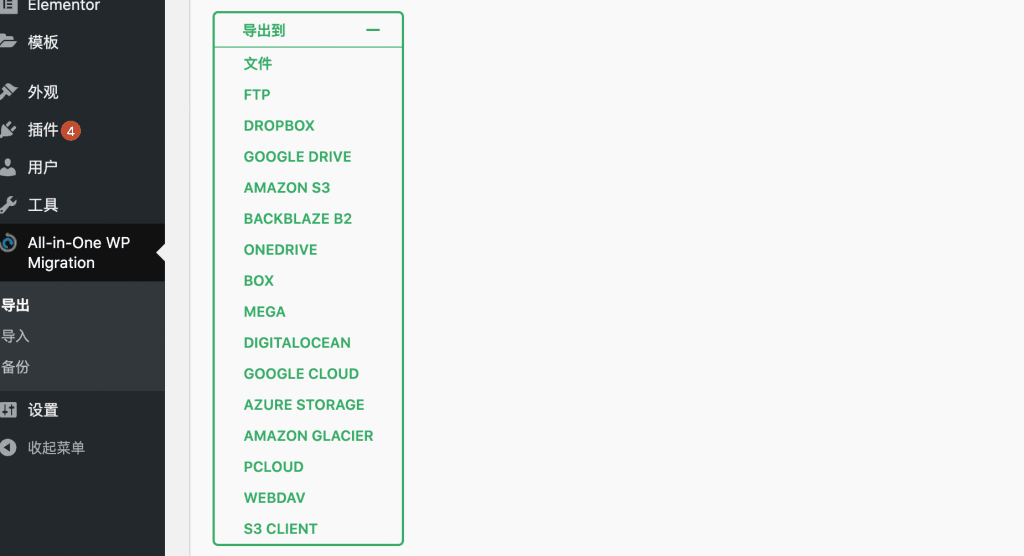 Elementor
模板
外观
插件 4
用户
工具
All-in-One WP
Migration
导出
导入
备份
设置
收起菜单
导出到
文件
FTP
DROPBOX
GOOGLE DRIVE
AMAZON S3
BACKBLAZE B2
ONEDRIVE
BOX
MEGA
DIGITALOCEAN
GOOGLE CLOUD
AZURE STORAGE
AMAZON GLACIER
PCLOUD
WEBDAV
S3 CLIENT